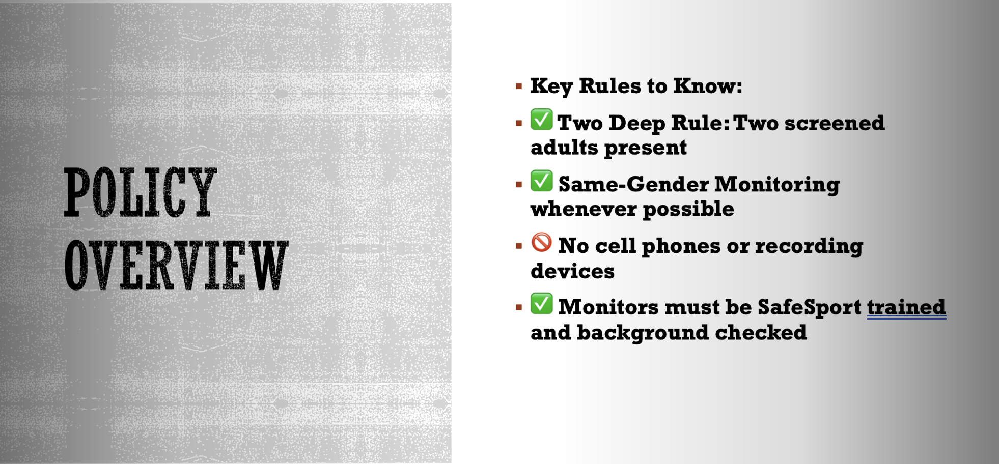 POLICY
OVERVIEW
Key Rules to Know:
✅ Two Deep Rule: Two screened
adults present
✅ Same-Gender Monitoring
whenever possible
🚫 No cell phones or recording
devices
✅ Monitors must be SafeSport trained
and background checked